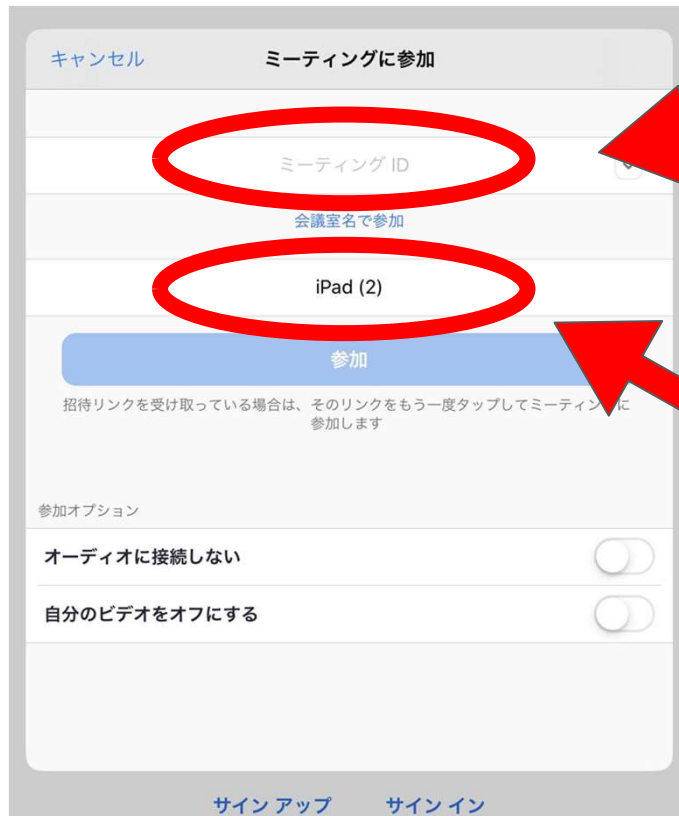 キャンセル ミーティングに参加
ミーティング ID
会議室名で参加
iPad (2)
参加
招待リンクを受け取っている場合は、そのリンクをもう一度タップしてミーティングに
参加します
参加オプション
オーディオに接続しない
自分のビデオをオフにする
サイン アップ サイン イン